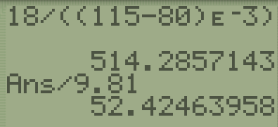 18/((115-80)ᴇ-3)
514.2857143
Ans/9.81
52.42463958